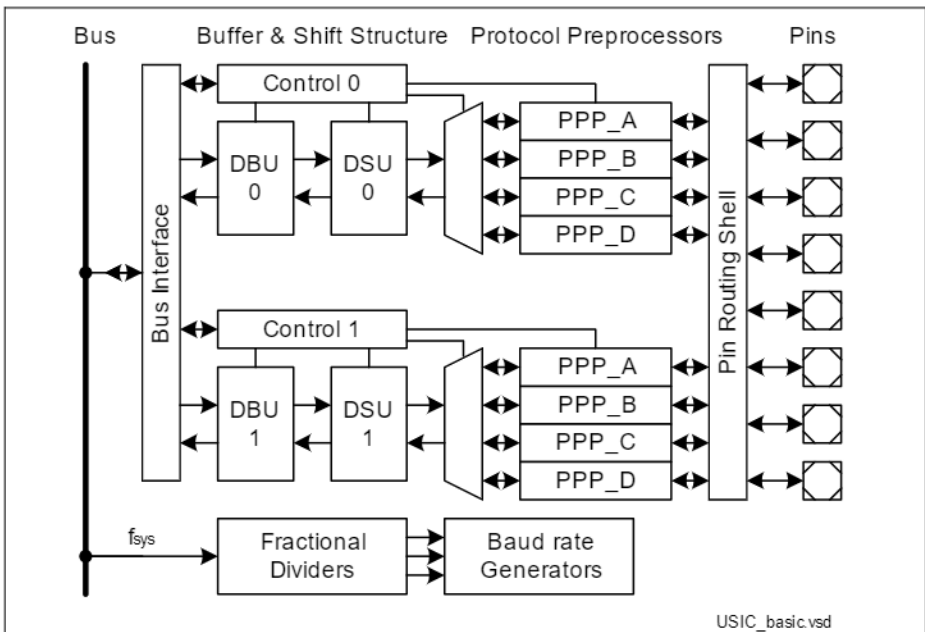 Bus
Buffer & Shift Structure
Protocol Preprocessors
Pins
Bus Interface
Control 0
DBU
0
DSU
0
PPP_A
PPP_B
PPP_C
PPP_D
Pin Routing Shell
Control 1
DBU
1
DSU
1
PPP_A
PPP_B
PPP_C
PPP_D
fsys
Fractional
Dividers
Baud rate
Generators
USIC_basic.vsd